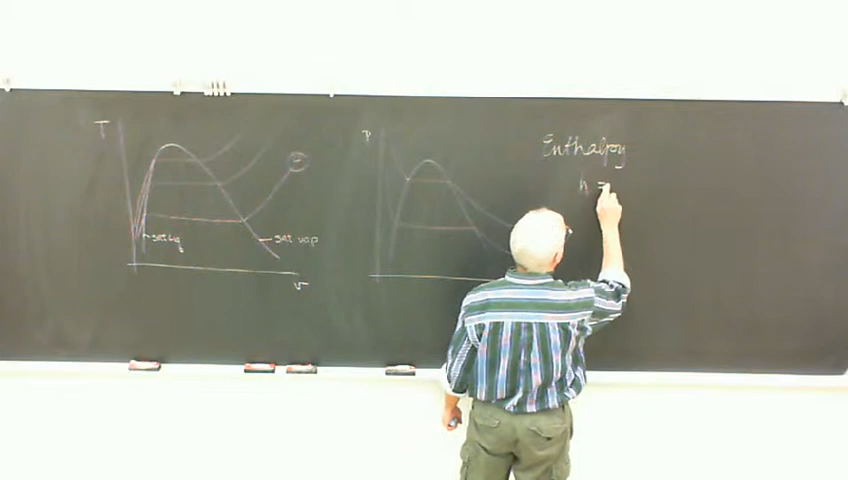 T
P
sat liq
sat vap
v
P
Enthalpy
h =